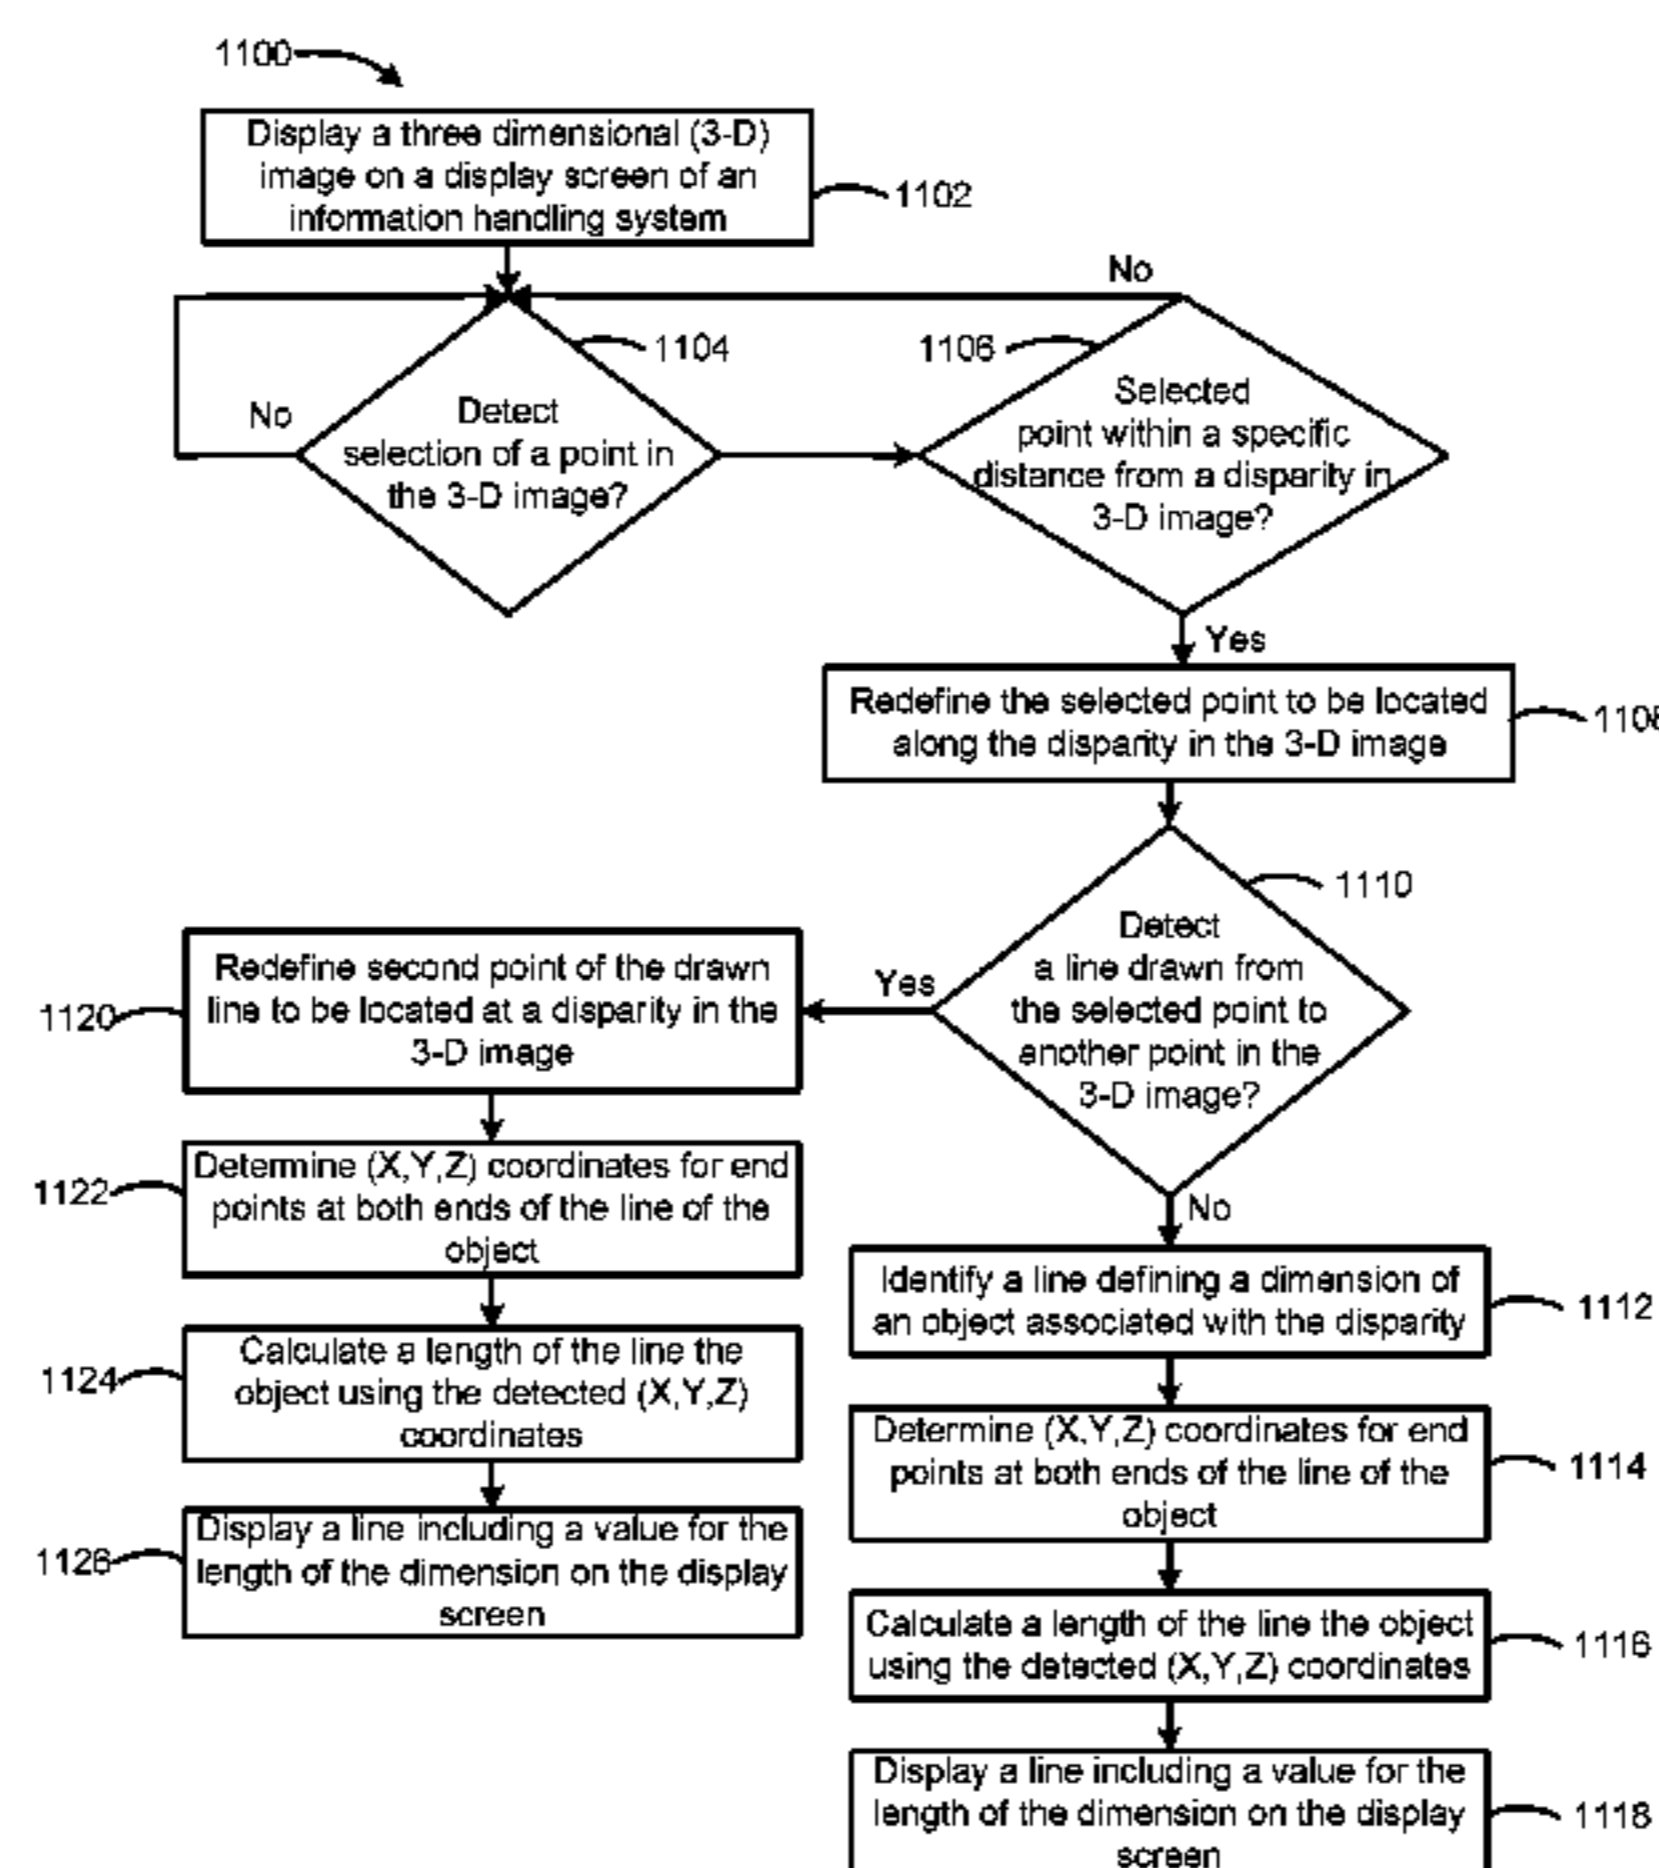 1100
Display a three dimensional (3-D)
image on a display screen of an
information handling system
1102
No
1104
1106
No
Detect
selection of a point in
the 3-D image?
Selected
point within a specific
distance from a disparity in
3-D image?
Yes
Redefine the selected point to be located
along the disparity in the 3-D image
1108
1110
Detect
a line drawn from
the selected point to
another point in the
3-D image?
Yes
Redefine second point of the drawn
line to be located at a disparity in the
3-D image
1120
Determine (X,Y,Z) coordinates for end
points at both ends of the line of the
object
1122
No
Identify a line defining a dimension of
an object associated with the disparity
1112
Calculate a length of the line the
object using the detected (X,Y,Z)
coordinates
1124
Determine (X,Y,Z) coordinates for end
points at both ends of the line of the
object
1114
Display a line including a value for the
length of the dimension on the display
screen
1126
Calculate a length of the line the object
using the detected (X,Y,Z) coordinates
1116
Display a line including a value for the
length of the dimension on the display
screen
1118